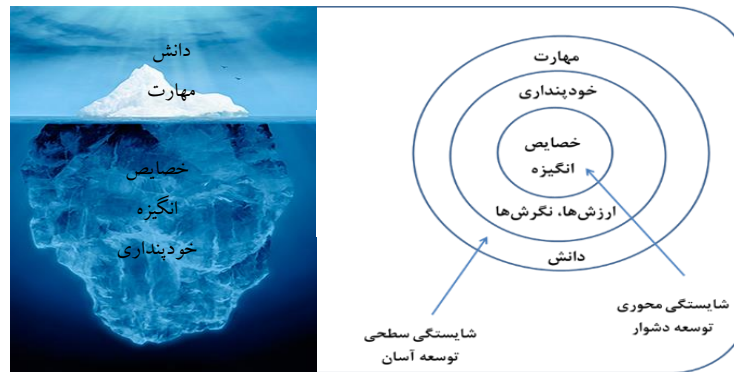 دانش
مهارت
خصایص
انگیزه
خودپنداری
مهارت
خودپنداری
خصایص
انگیزه
ارزش‌ها، نگرش‌ها
دانش
شایستگی محوری
توسعه دشوار
شایستگی سطحی
توسعه آسان